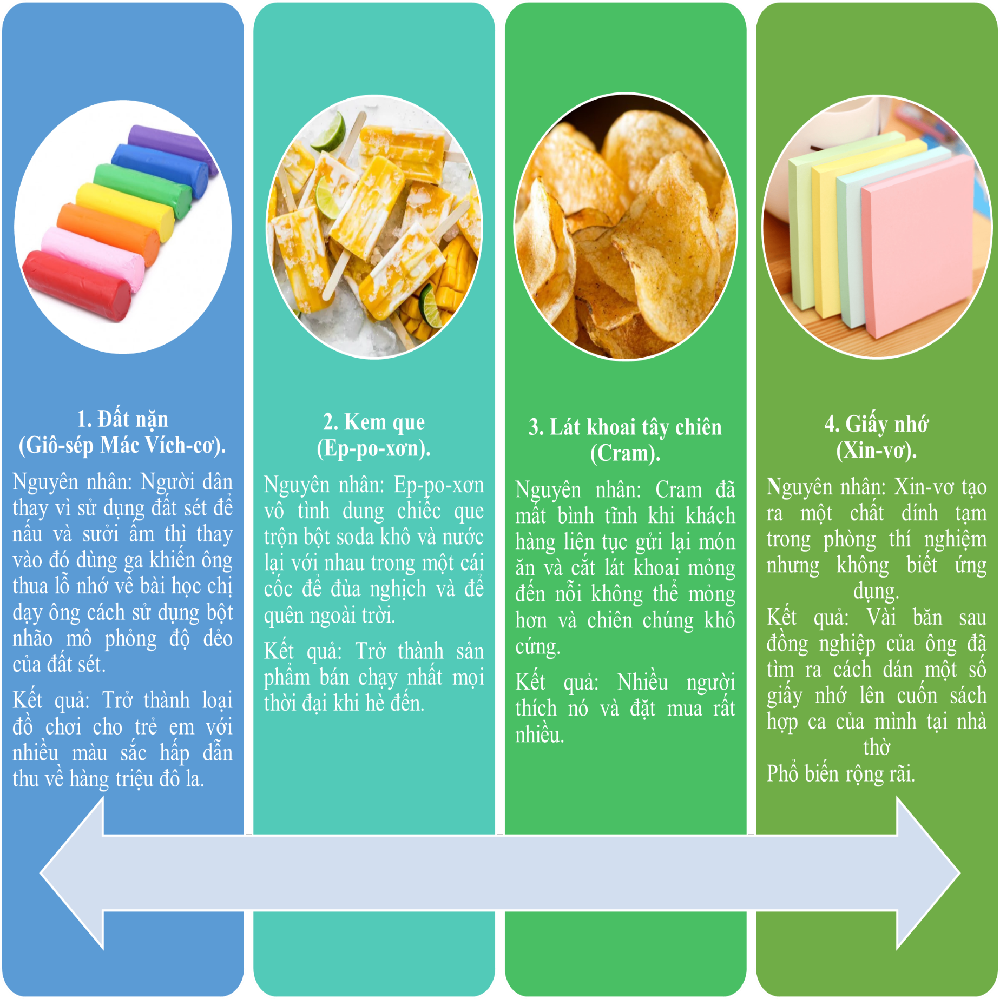 1. Đất nặn
(Giô-sép Mác Vích-cơ).
Nguyên nhân: Người dân
thay vì sử dụng đất sét để
nấu và sưởi ấm thì thay
vào đó dùng ga khiến ông
thua lỗ nhớ về bài học chị
dạy ông cách sử dụng bột
nhão mô phỏng độ dẻo
của đất sét.
Kết quả: Trở thành loại
đồ chơi cho trẻ em với
nhiều màu sắc hấp dẫn
thu về hàng triệu đô la.
2. Kem que
(Ep-po-xơn).
Nguyên nhân: Ep-po-xơn
vô tình dung chiếc que
trộn bột soda khô và nước
lại với nhau trong một cái
cốc để đùa nghịch và để
quên ngoài trời.
Kết quả: Trở thành sản
phẩm bán chạy nhất mọi
thời đại khi hè đến.
3. Lát khoai tây chiên
(Cram).
Nguyên nhân: Cram đã
mất bình tĩnh khi khách
hàng liên tục gửi lại món
ăn và cắt lát khoai mỏng
đến nỗi không thể mỏng
hơn và chiên chúng khô
cứng.
Kết quả: Nhiều người
thích nó và đặt mua rất
nhiều.
4. Giấy nhớ
(Xin-vơ).
Nguyên nhân: Xin-vơ tạo
ra một chất dính tạm
trong phòng thí nghiệm
nhưng không biết ứng
dụng.
Kết quả: Vài băn sau
đồng nghiệp của ông đã
tìm ra cách dán một số
giấy nhớ lên cuốn sách
hợp ca của mình tại nhà
thờ
Phổ biến rộng rãi.